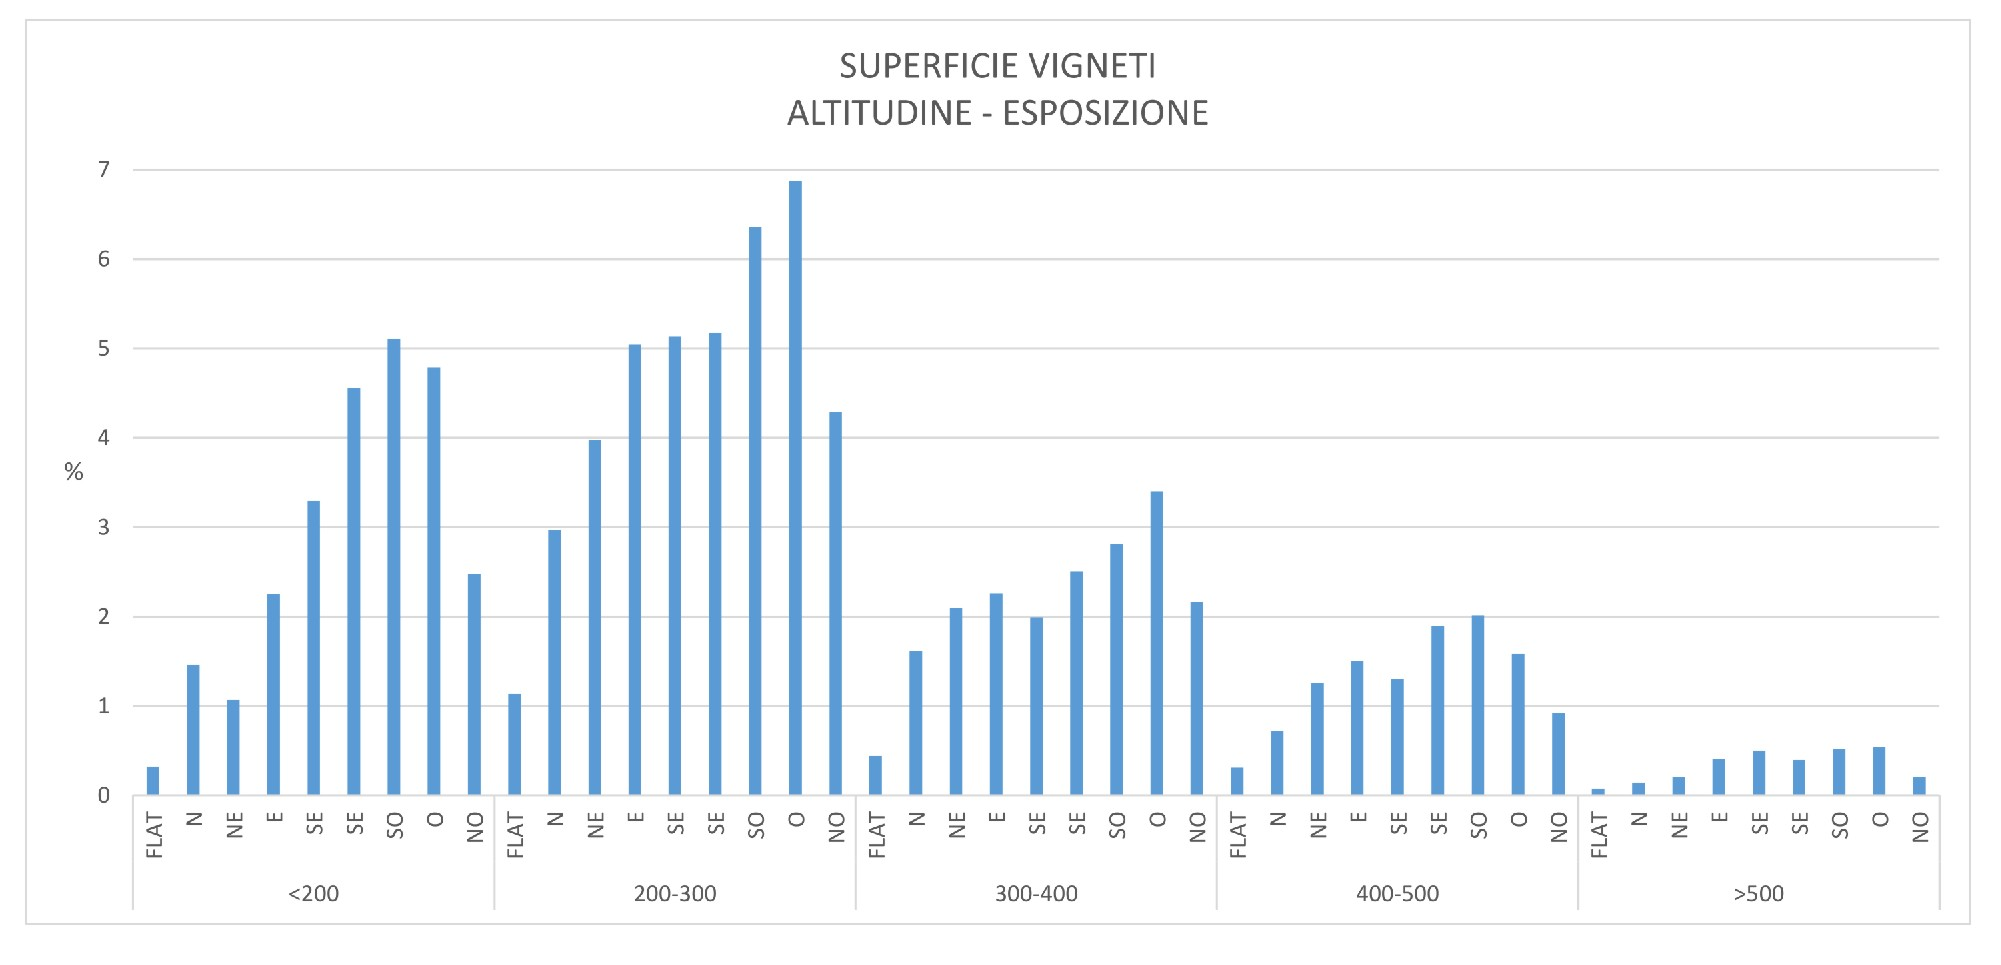 SUPERFICIE VIGNETI
ALTITUDINE - ESPOSIZIONE
7
6
5
4
%
3
2
1
0
FLAT N NE E SE SE SO O NO FLAT N NE E SE SE SO O NO FLAT N NE E SE SE SO O NO FLAT N NE E SE SE SO O NO FLAT N NE E SE SE SO O NO
<200 200-300 300-400 400-500 >500